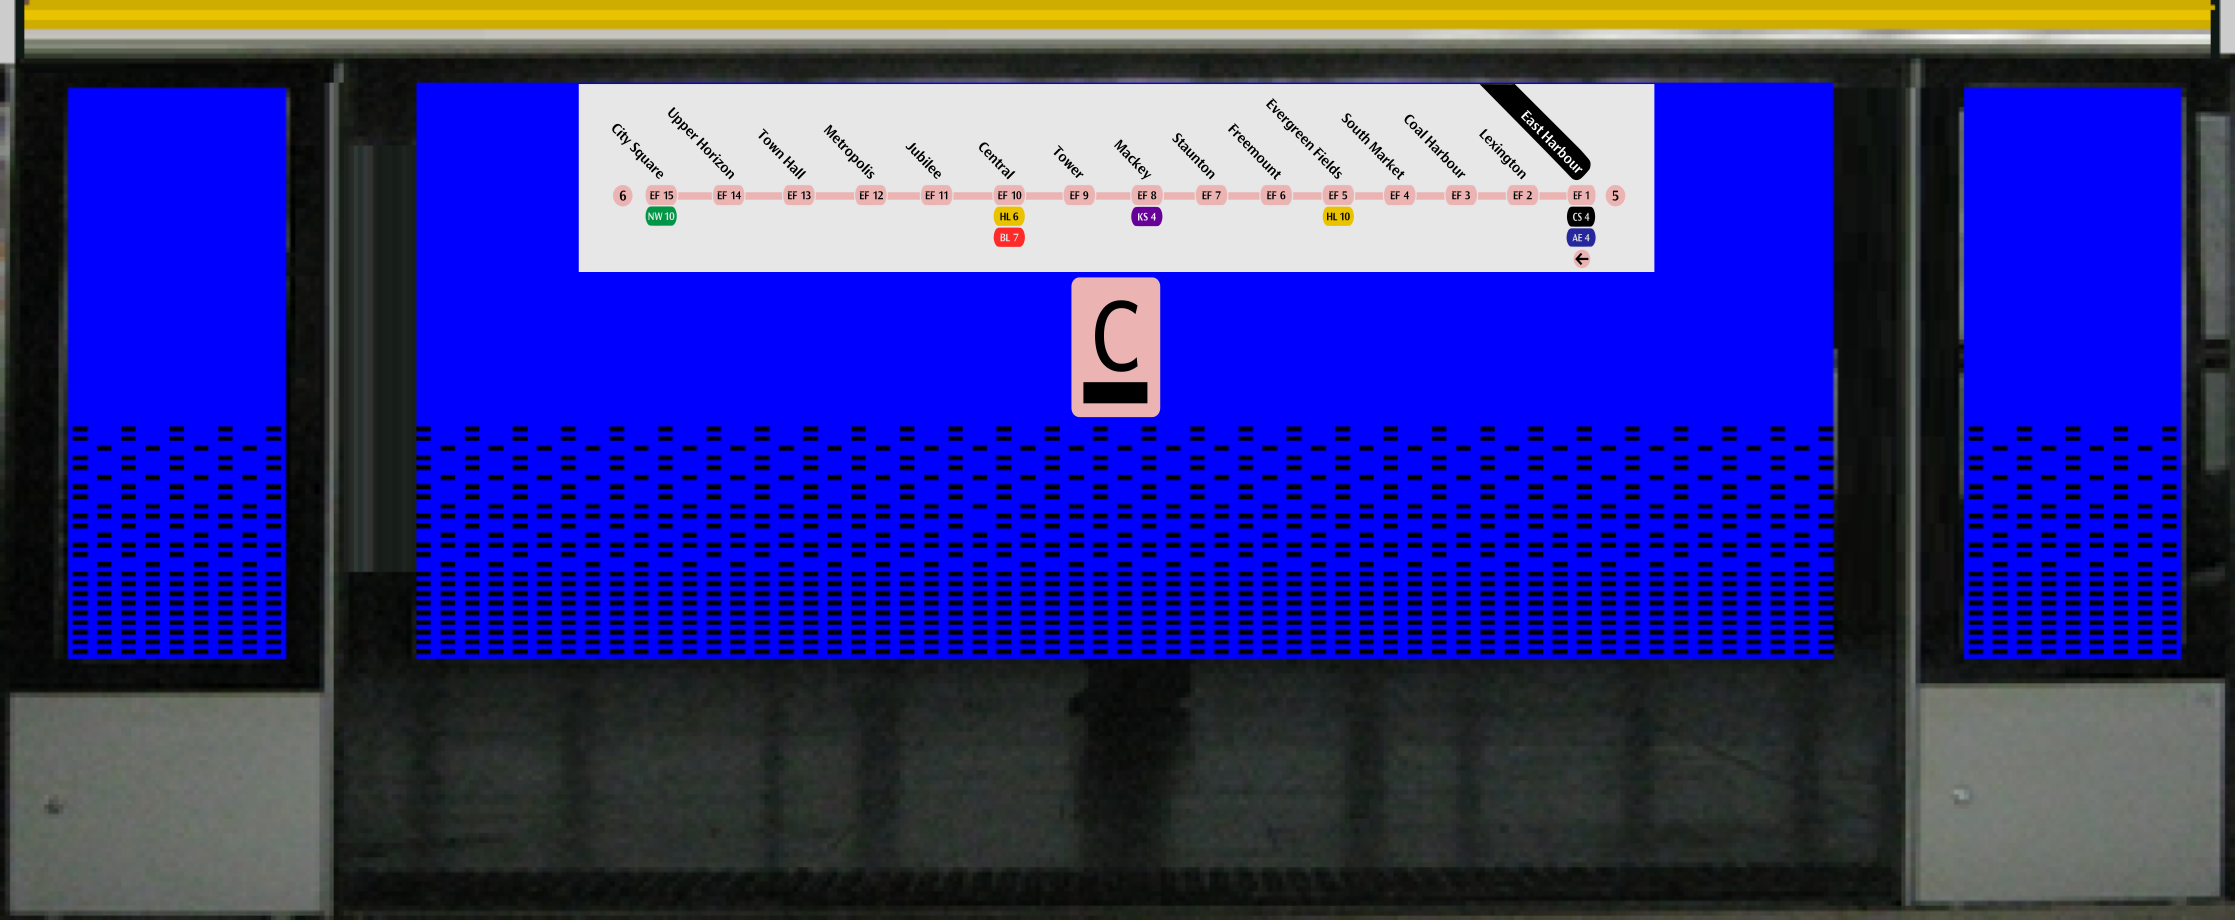 City Square
Upper Horizon
Town Hall
Metropolis
Jubilee
Central
Tower
Mackey
Staunton
Freemount
Evergreen Fields
South Market
Coal Harbour
Lexington
East Harbour
6 EF 15 EF 14 EF 13 EF 12 EF 11 EF 10 EF 9 EF 8 EF 7 EF 6 EF 5 EF 4 EF 3 EF 2 EF 1 5
NW 10 HL 6 KS 4 HL 10 CS 4
BL 7 AE 4
←
C